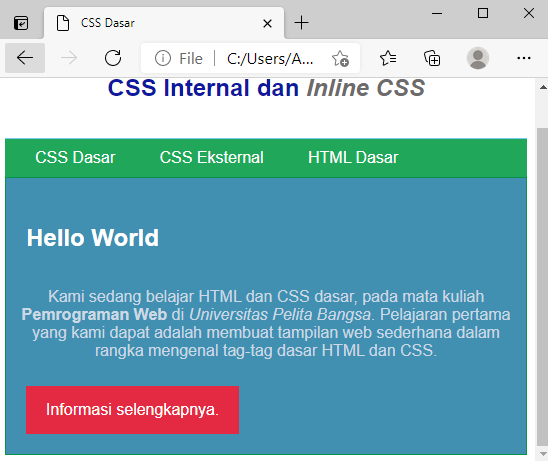 CSS Dasar
File
C:/Users/A...
CSS Internal dan Inline CSS
CSS Dasar CSS Eksternal HTML Dasar
Hello World
Kami sedang belajar HTML dan CSS dasar, pada mata kuliah
Pemrograman Web di Universitas Pelita Bangsa. Pelajaran pertama
yang kami dapat adalah membuat tampilan web sederhana dalam
rangka mengenal tag-tag dasar HTML dan CSS.
Informasi selengkapnya.